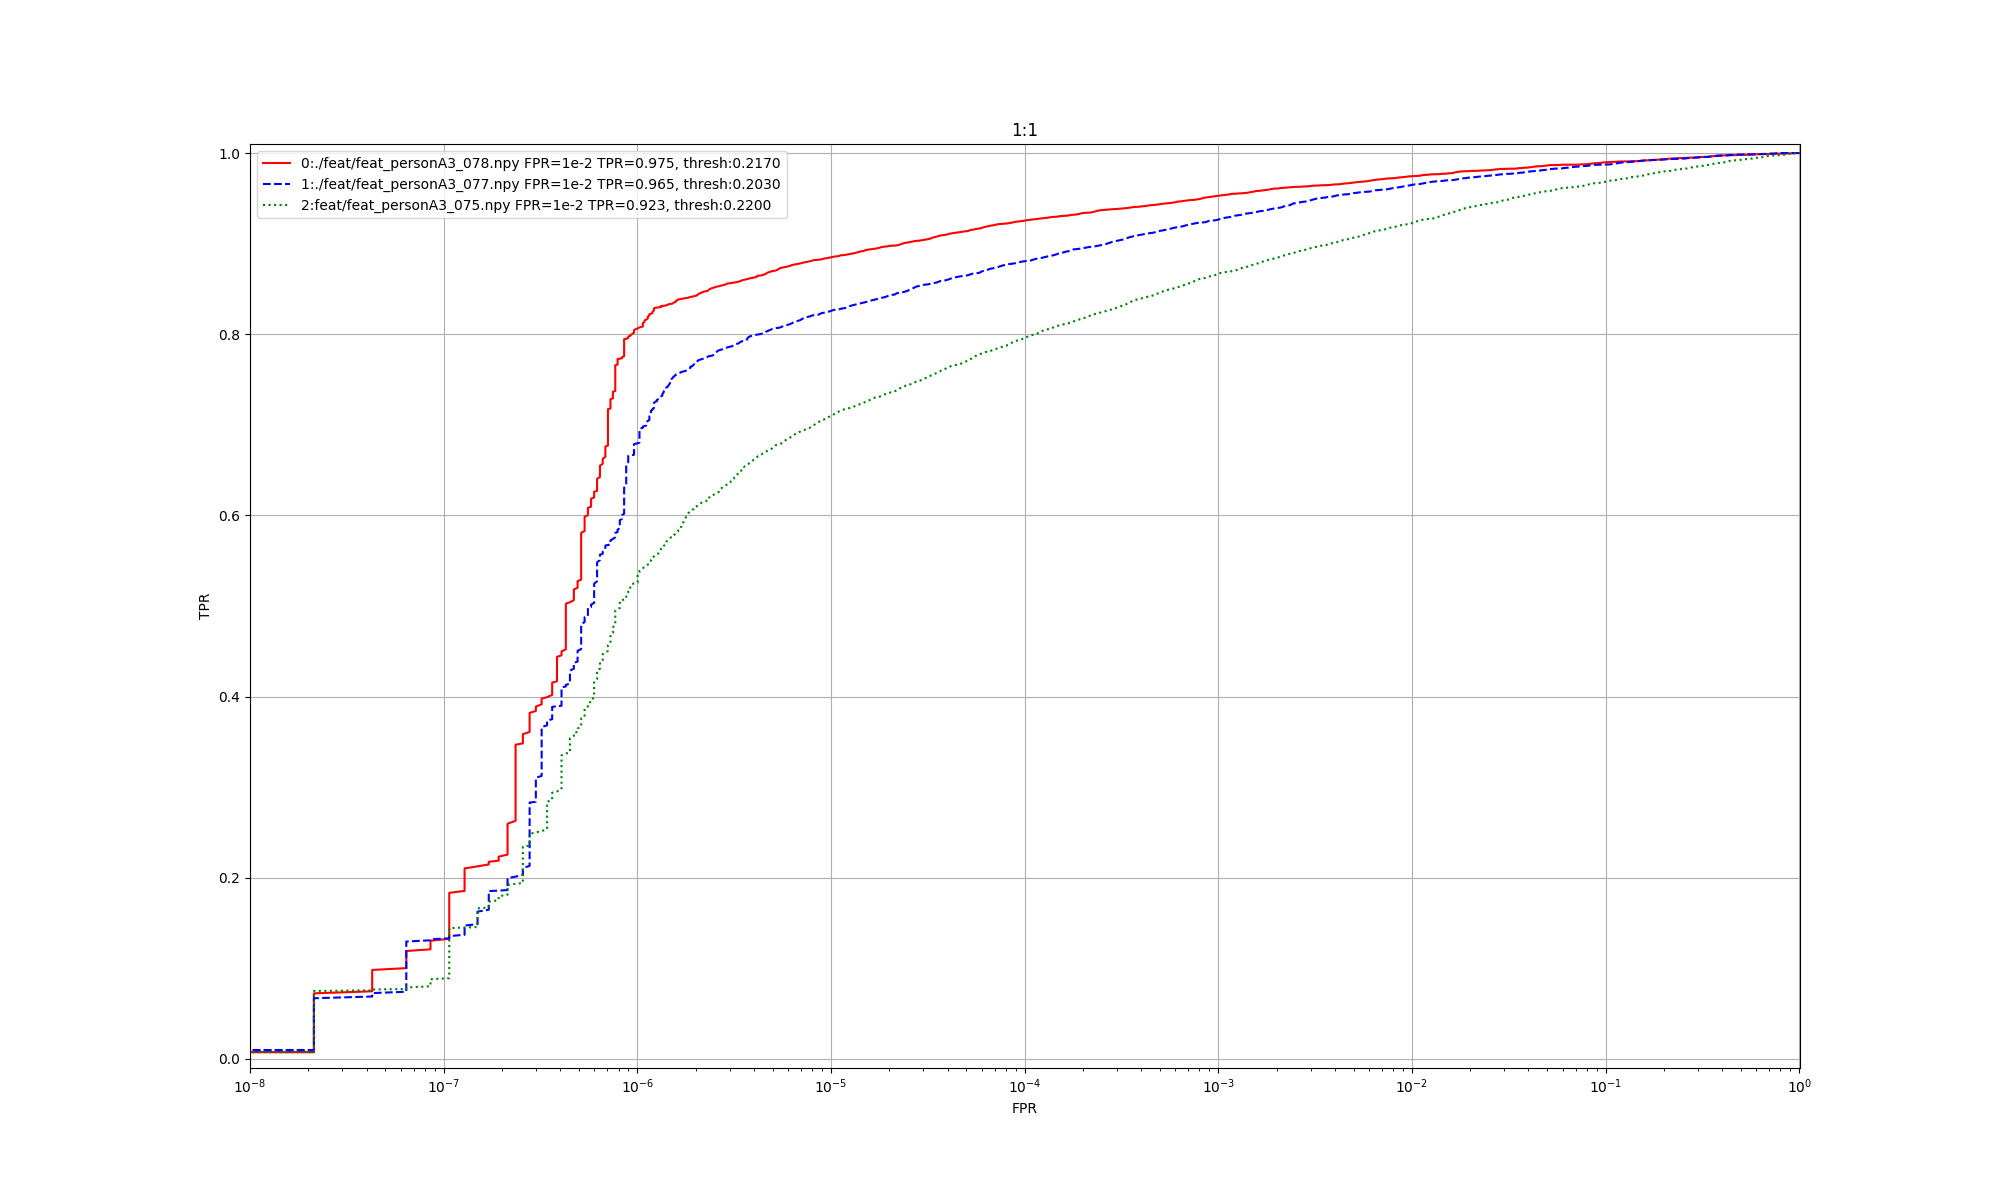 1:1
0:./feat/feat_personA3_078.npy FPR=1e-2 TPR=0.975, thresh:0.2170
1:./feat/feat_personA3_077.npy FPR=1e-2 TPR=0.965, thresh:0.2030
2:feat/feat_personA3_075.npy FPR=1e-2 TPR=0.923, thresh:0.2200
1.0
0.8
0.6
0.4
0.2
0.0
TPR
10⁻⁸ 10⁻⁷ 10⁻⁶ 10⁻⁵ 10⁻⁴ 10⁻³ 10⁻² 10⁻¹ 10⁰
FPR